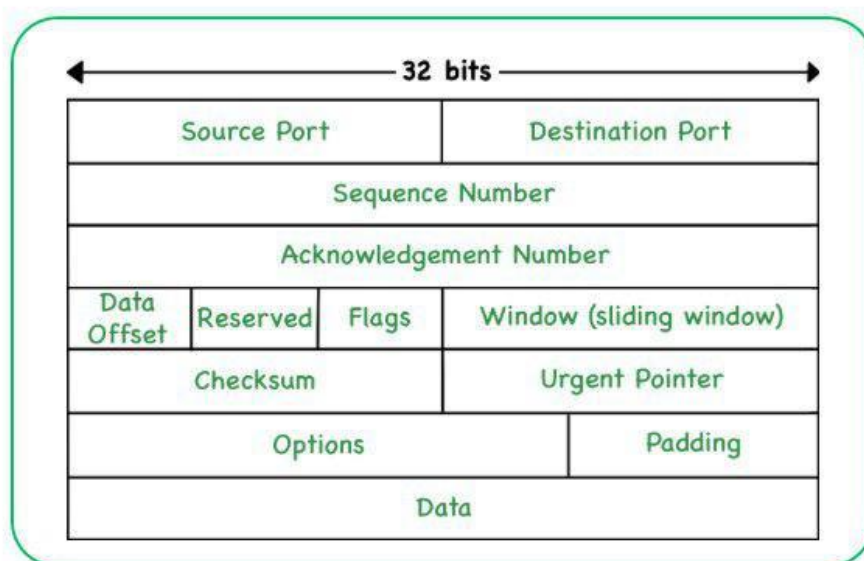 32 bits
Source Port
Destination Port
Sequence Number
Acknowledgement Number
Data
Offset
Reserved
Flags
Window (sliding window)
Checksum
Urgent Pointer
Options
Padding
Data